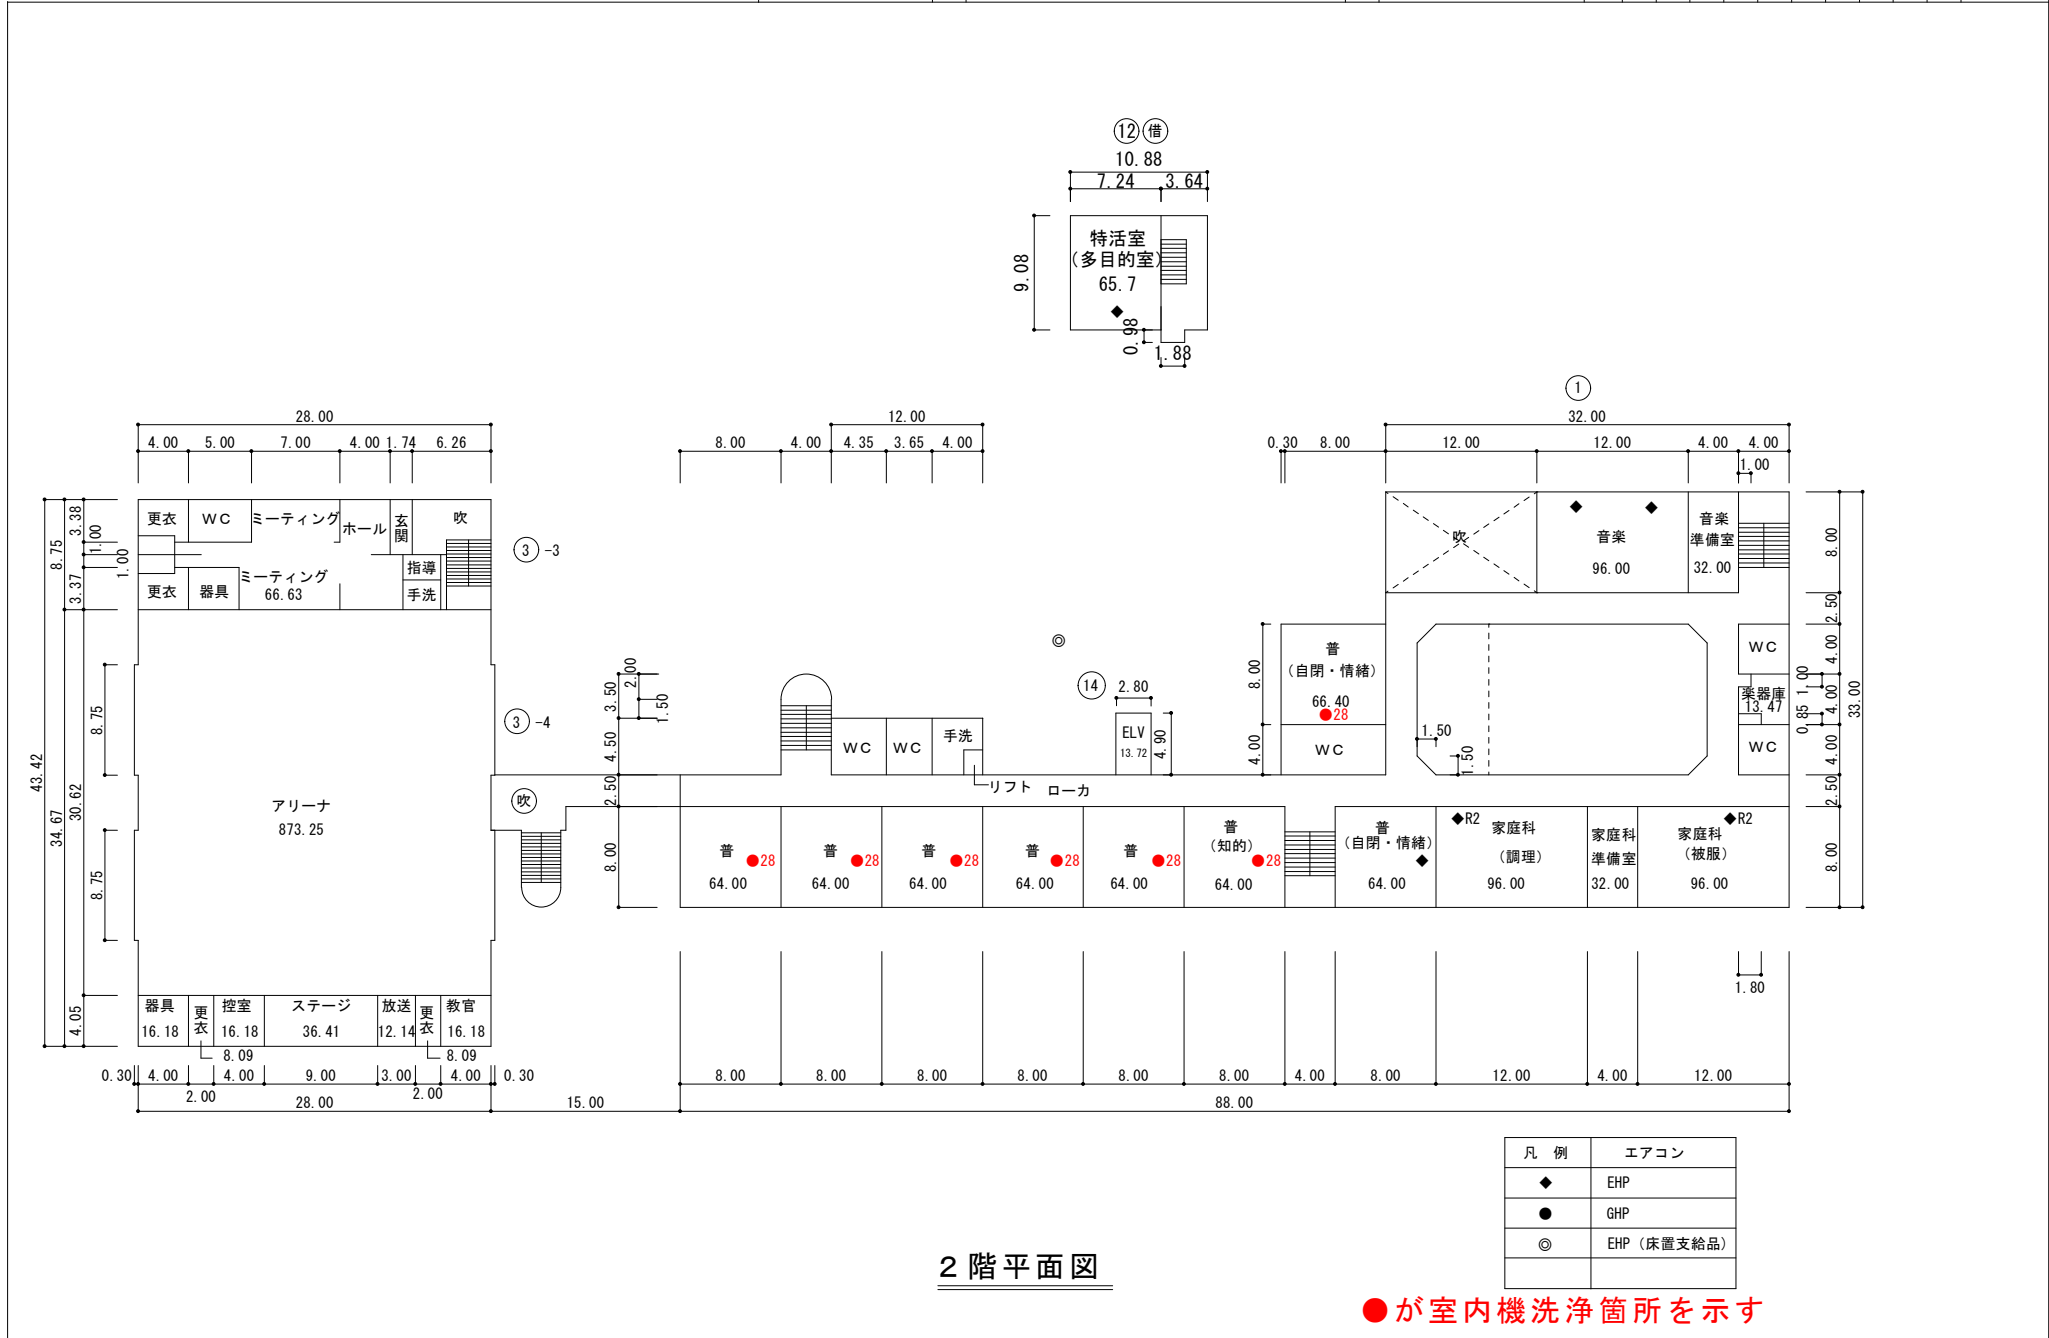 ⑫ 借
10.88
7.24 3.64
特活室
(多目的室)
65.7
9.08
0.98
1.88
①
28.00
4.00 5.00 7.00 4.00 1.74 6.26
12.00
8.00 4.00 4.35 3.65 4.00
32.00
0.30 8.00 12.00 12.00 4.00 4.00
1.00
更衣 WC ミーティング ホール 玄関 吹
③-3
指導
手洗
更衣 器具 ミーティング
66.63
3.38
1.00
1.00
8.75
3.37
吹
音楽
96.00
音楽
準備室
32.00
8.00
2.50
普
(自閉・情緒)
66.40
28
8.00
4.00
WC
WC
4.00
1.00
楽器庫
13.47
4.00
0.85
WC
4.00
2.50
33.00
1.50
1.50
◎
⑭
2.80
ELV
13.72
4.90
③-4
8.75
43.42
34.67
30.62
8.75
4.05
アリーナ
873.25
吹
3.50
2.00
1.50
4.50
2.50
8.00
WC WC 手洗
リフト ローカ
普
28
64.00
普
28
64.00
普
28
64.00
普
28
64.00
普
28
64.00
普
(知的)
28
64.00
普
(自閉・情緒)
64.00
R2
家庭科
(調理)
96.00
家庭科
準備室
32.00
R2
家庭科
(被服)
96.00
8.00
1.80
器具
16.18
更衣
8.09
控室
16.18
ステージ
36.41
放送
12.14
更衣
8.09
教官
16.18
0.30 4.00 4.00 9.00 3.00 4.00 0.30
2.00 2.00
28.00
15.00
8.00 8.00 8.00 8.00 8.00 8.00 4.00 8.00 12.00 4.00 12.00
88.00
凡 例 エアコン
◆ EHP
● GHP
◎ EHP (床置支給品)
2階平面図
●が室内機洗浄箇所を示す